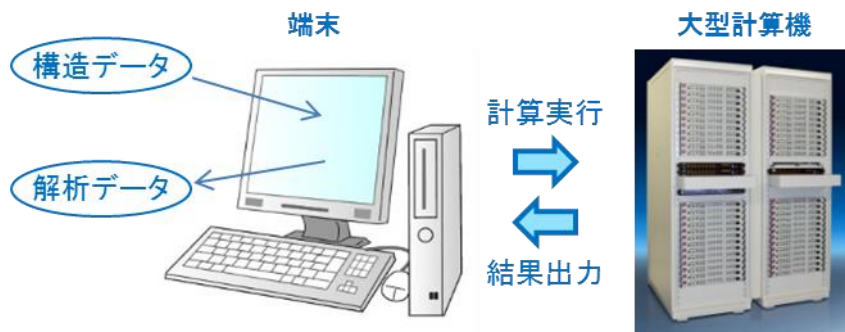 端末
大型計算機
構造データ
計算実行
解析データ
結果出力